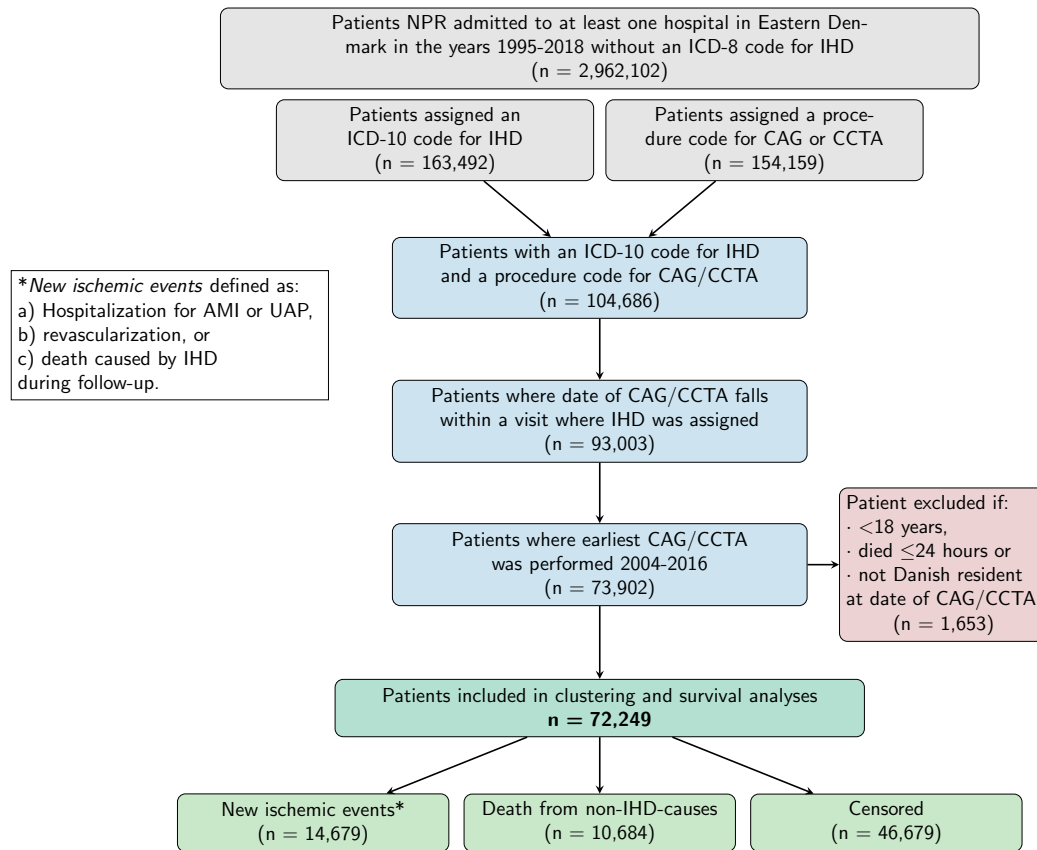 Patients NPR admitted to at least one hospital in Eastern Den-
mark in the years 1995-2018 without an ICD-8 code for IHD
(n = 2,962,102)
Patients assigned an
ICD-10 code for IHD
(n = 163,492)
Patients assigned a proce-
dure code for CAG or CCTA
(n = 154,159)
Patients with an ICD-10 code for IHD
and a procedure code for CAG/CCTA
(n = 104,686)
*New ischemic events defined as:
a) Hospitalization for AMI or UAP,
b) revascularization, or
c) death caused by IHD
during follow-up.
Patients where date of CAG/CCTA falls
within a visit where IHD was assigned
(n = 93,003)
Patients where earliest CAG/CCTA
was performed 2004-2016
(n = 73,902)
Patient excluded if:
· <18 years,
· died ≤24 hours or
· not Danish resident
at date of CAG/CCTA
(n = 1,653)
Patients included in clustering and survival analyses
n = 72,249
New ischemic events*
(n = 14,679)
Death from non-IHD-causes
(n = 10,684)
Censored
(n = 46,679)